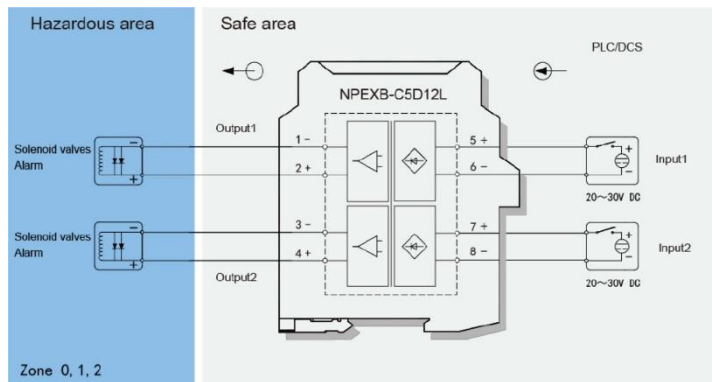 Hazardous area
Safe area
PLC/DCS
NPEXB-C5D12L
Output1
1 -
5 +
Solenoid valves
Alarm
-
+
2 +
6 -
+
-
Input1
20～30V DC
3 -
7 +
Solenoid valves
Alarm
-
+
4 +
8 -
+
-
Input2
Output2
20～30V DC
Zone 0, 1, 2